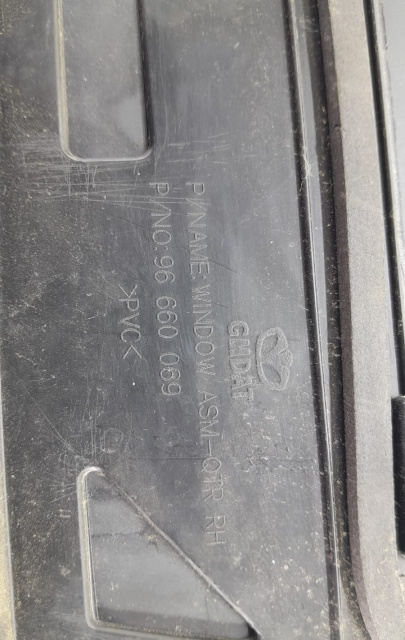 GMDAT
P/NAME:WINDOW ASM-QTR RH
P/NO:96 660 069
>PVC<